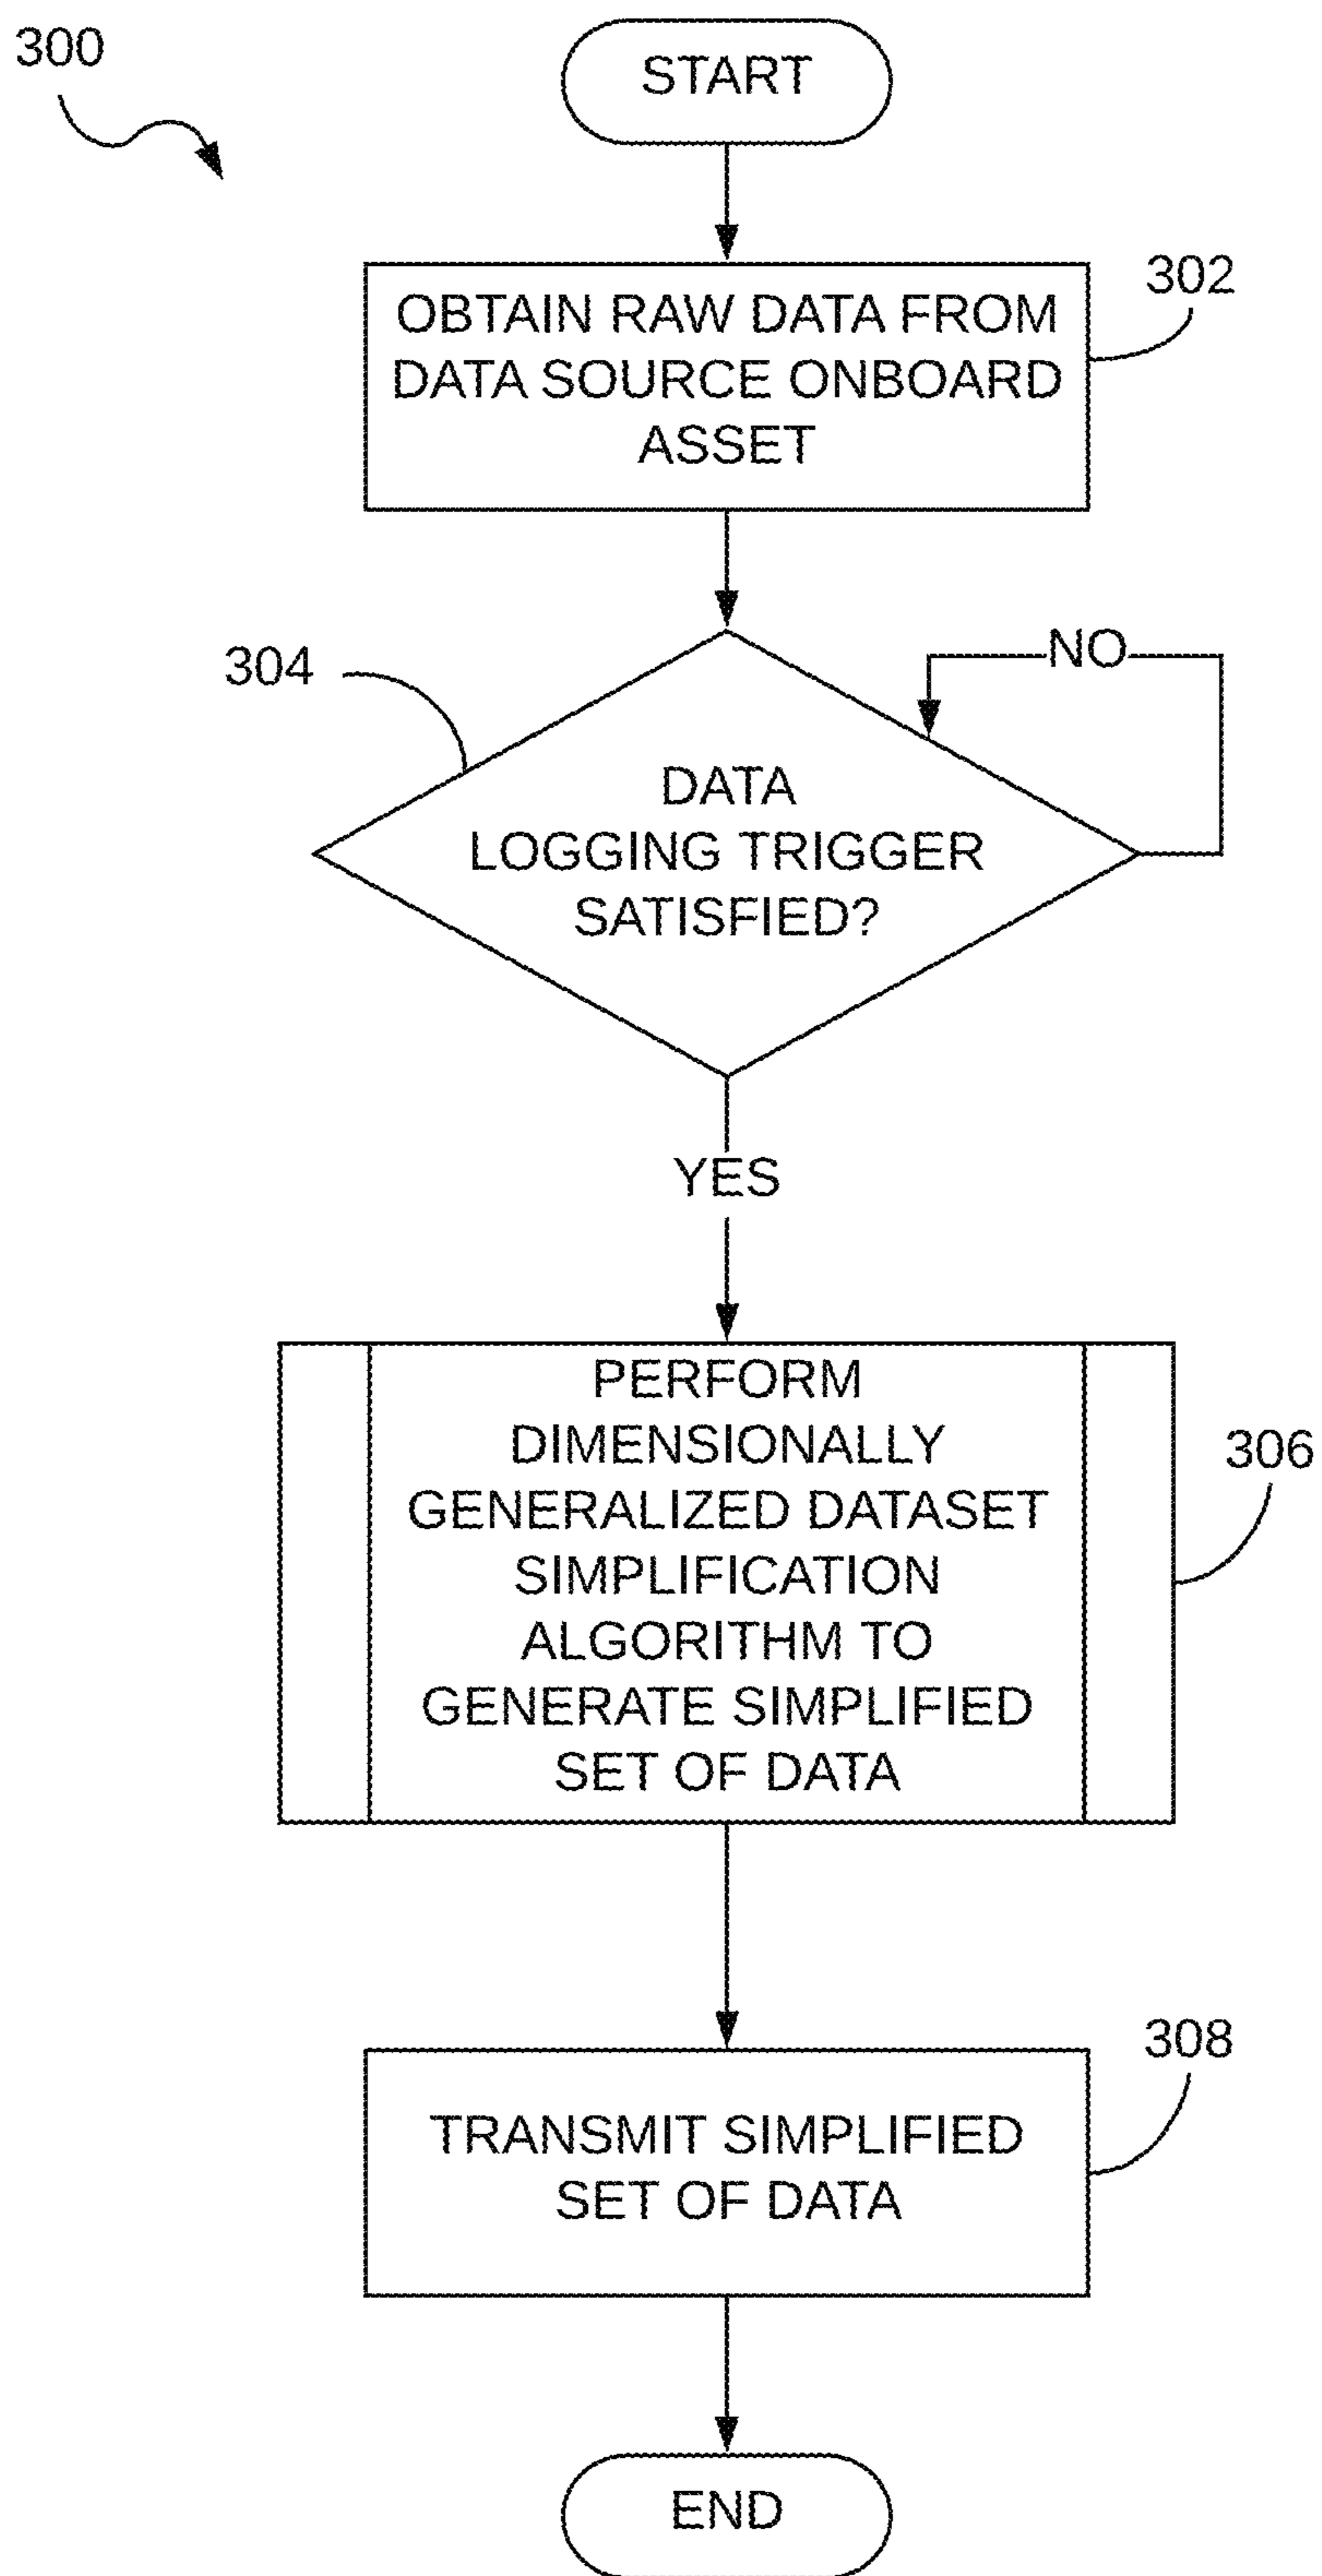 300
START
302
OBTAIN RAW DATA FROM
DATA SOURCE ONBOARD
ASSET
304
NO
DATA
LOGGING TRIGGER
SATISFIED?
YES
306
PERFORM
DIMENSIONALLY
GENERALIZED DATASET
SIMPLIFICATION
ALGORITHM TO
GENERATE SIMPLIFIED
SET OF DATA
308
TRANSMIT SIMPLIFIED
SET OF DATA
END